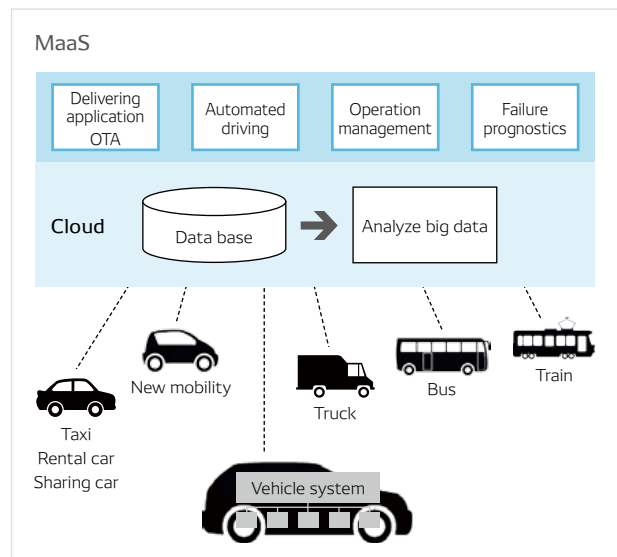 MaaS
Delivering
application
OTA
Automated
driving
Operation
management
Failure
prognostics
Cloud
Data base
Analyze big data
New mobility
Taxi
Rental car
Sharing car
Truck
Bus
Train
Vehicle system